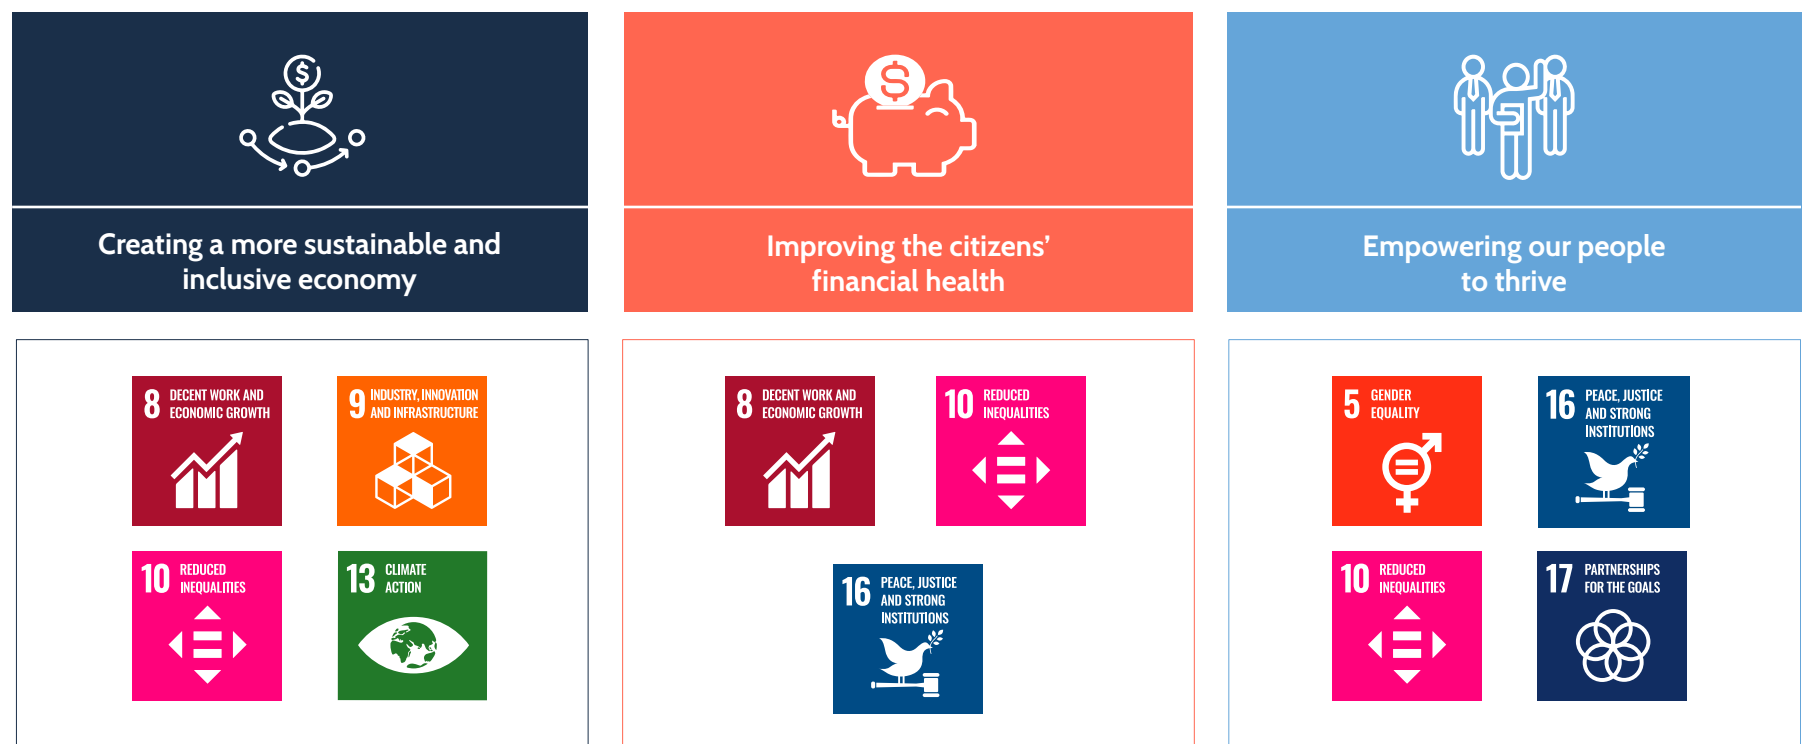 $
Creating a more sustainable and
inclusive economy
$
Improving the citizens’
financial health
Empowering our people
to thrive
8 DECENT WORK AND
ECONOMIC GROWTH
9 INDUSTRY, INNOVATION
AND INFRASTRUCTURE
10 REDUCED
INEQUALITIES
13 CLIMATE
ACTION
8 DECENT WORK AND
ECONOMIC GROWTH
10 REDUCED
INEQUALITIES
16 PEACE, JUSTICE
AND STRONG
INSTITUTIONS
5 GENDER
EQUALITY
16 PEACE, JUSTICE
AND STRONG
INSTITUTIONS
10 REDUCED
INEQUALITIES
17 PARTNERSHIPS
FOR THE GOALS